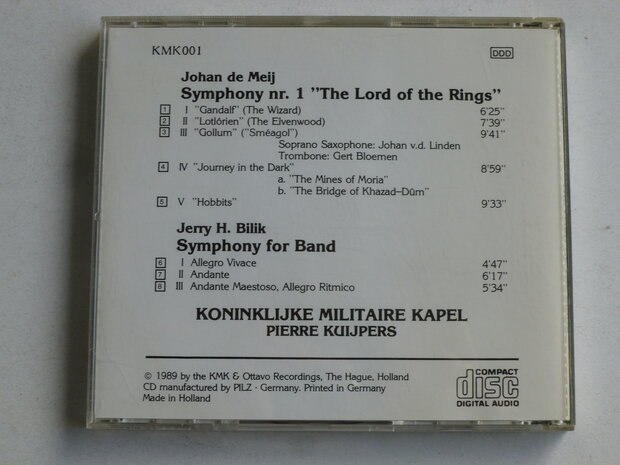 KMK001
DDD
Johan de Meij
Symphony nr. 1 "The Lord of the Rings"
1 I "Gandalf" (The Wizard) 6'25"
2 II "Lotlórien" (The Elvenwood) 7'39"
3 III "Gollum" ("Sméagol") 9'41"
Soprano Saxophone: Johan v.d. Linden
Trombone: Gert Bloemen
4 IV "Journey in the Dark" 8'59"
a. "The Mines of Moria"
b. "The Bridge of Khazad-Dûm"
5 V "Hobbits" 9'33"
Jerry H. Bilik
Symphony for Band
6 I Allegro Vivace 4'47"
7 II Andante 6'17"
8 III Andante Maestoso, Allegro Ritmico 5'34"
KONINKLIJKE MILITAIRE KAPEL
PIERRE KUIJPERS
© 1989 by the KMK & Ottavo Recordings, The Hague, Holland
CD manufactured by PILZ - Germany. Printed in Germany
Made in Holland
COMPACT
disc
DIGITAL AUDIO